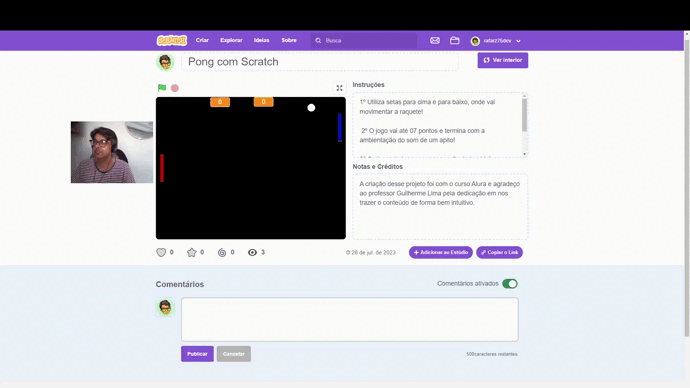 SCRATCH
Criar
Explorar
Ideias
Sobre
Busca
ratarz76dev
Pong com Scratch
Ver interior
0
0
Instruções
1º Utiliza setas para cima e para baixo, onde val
movimentar a raquete!
2º O jogo val até 07 pontos e termina com a
ambientação do som de um apito!
Notas e Créditos
A criação desse projeto foi com o curso Alura e agradeço
ao professor Guilherme Lima pela dedicação em nos
trazer o conteúdo de forma bem intuitivo.
0
0
0
3
© 26 de jul. de 2023
Adicionar ao Estúdio
Copiar o Link
Comentários
Comentários ativados
Publicar
Cancelar
caracteres restantes